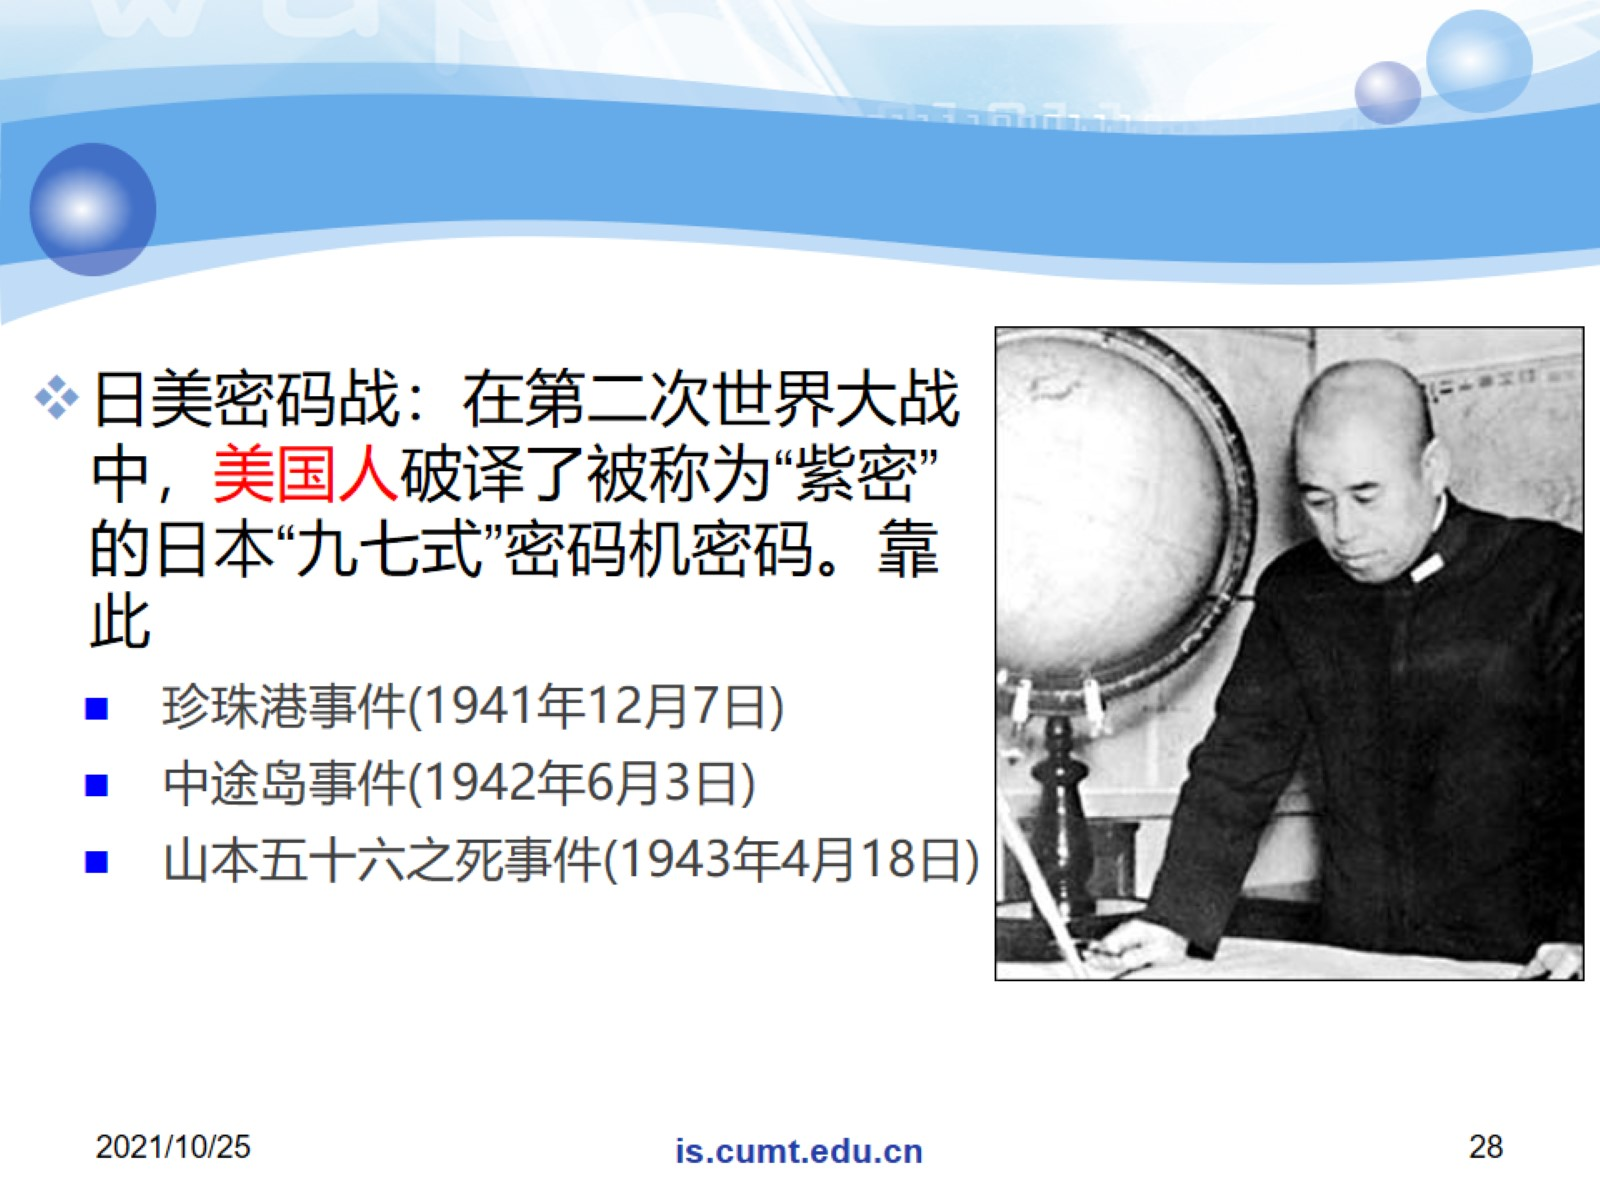 日美密码战：在第二次世界大战
中，美国人破译了被称为“紫密”
的日本“九七式”密码机密码。靠
此
珍珠港事件(1941年12月7日)
中途岛事件(1942年6月3日)
山本五十六之死事件(1943年4月18日)
2021/10/25
is.cumt.edu.cn
28